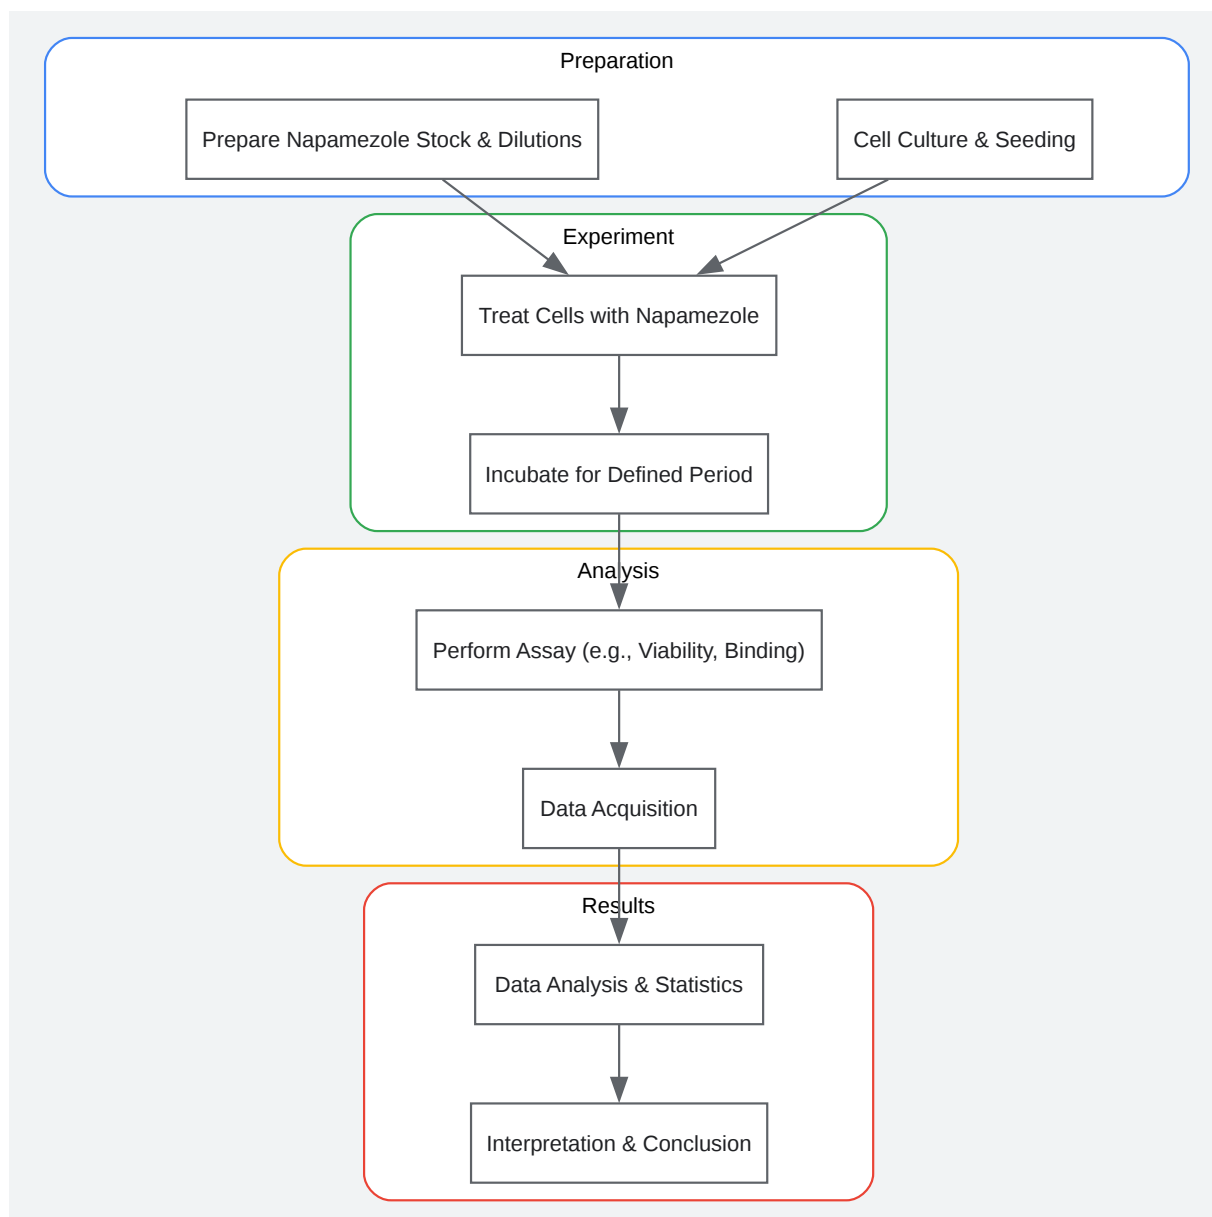 Preparation
Prepare Napamezole Stock & Dilutions
Cell Culture & Seeding
Experiment
Treat Cells with Napamezole
Incubate for Defined Period
Analysis
Perform Assay (e.g., Viability, Binding)
Data Acquisition
Results
Data Analysis & Statistics
Interpretation & Conclusion